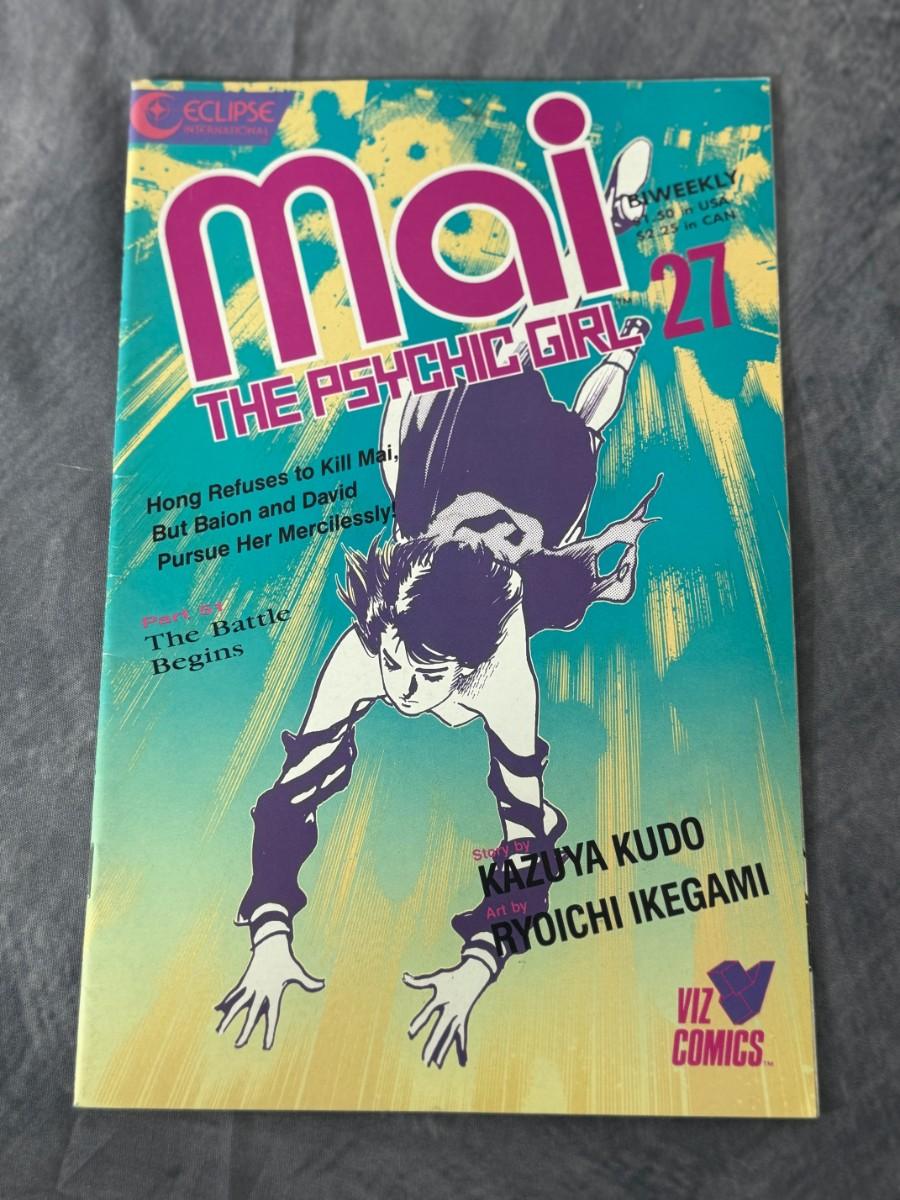 ECLIPSE
INTERNATIONAL
mai
THE PSYCHIC GIRL™
BIWEEKLY
$1.50 in USA
$2.25 in CAN.
27
Hong Refuses to Kill Mai,
But Baion and David
Pursue Her Mercilessly!
Part 51
The Battle
Begins
Story by
KAZUYA KUDO
Art by
RYOICHI IKEGAMI
VIZ
COMICS™